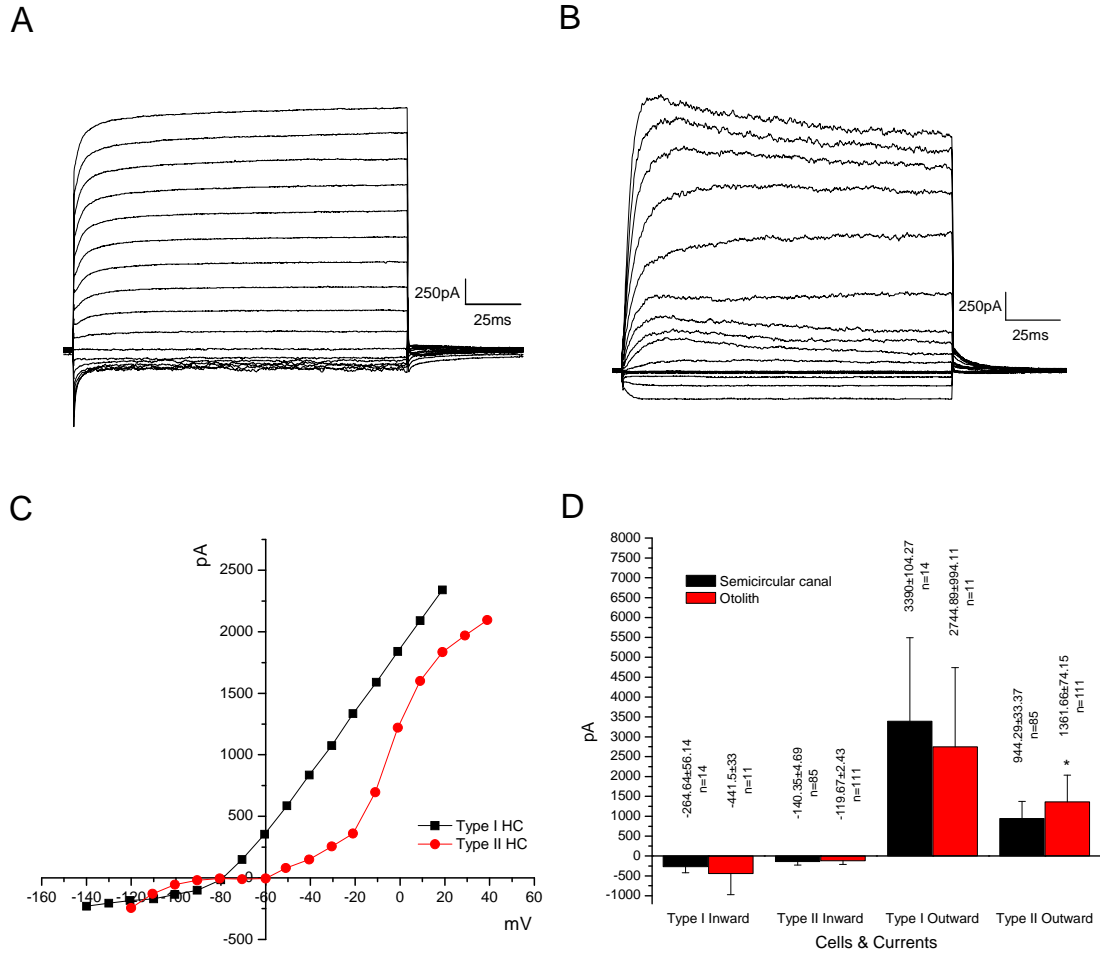 A
B
250pA
25ms
250pA
25ms
C
pA
2500
2000
1500
1000
500
0
-500
-160 -140 -120 -100 -80 -60 -40 -20 0 20 40 60
mV
Type I HC
Type II HC
D
pA
8000
7500
7000
6500
6000
5500
5000
4500
4000
3500
3000
2500
2000
1500
1000
500
0
-500
-1000
Semicircular canal
Otolith
-264.64±56.14
n=14
-441.5±33
n=11
-140.35±4.69
n=85
-119.67±2.43
n=111
3390±104.27
n=14
2744.89±994.11
n=11
944.29±33.37
n=85
1361.66±74.15
n=111
*
Type I Inward Type II Inward Type I Outward Type II Outward
Cells & Currents